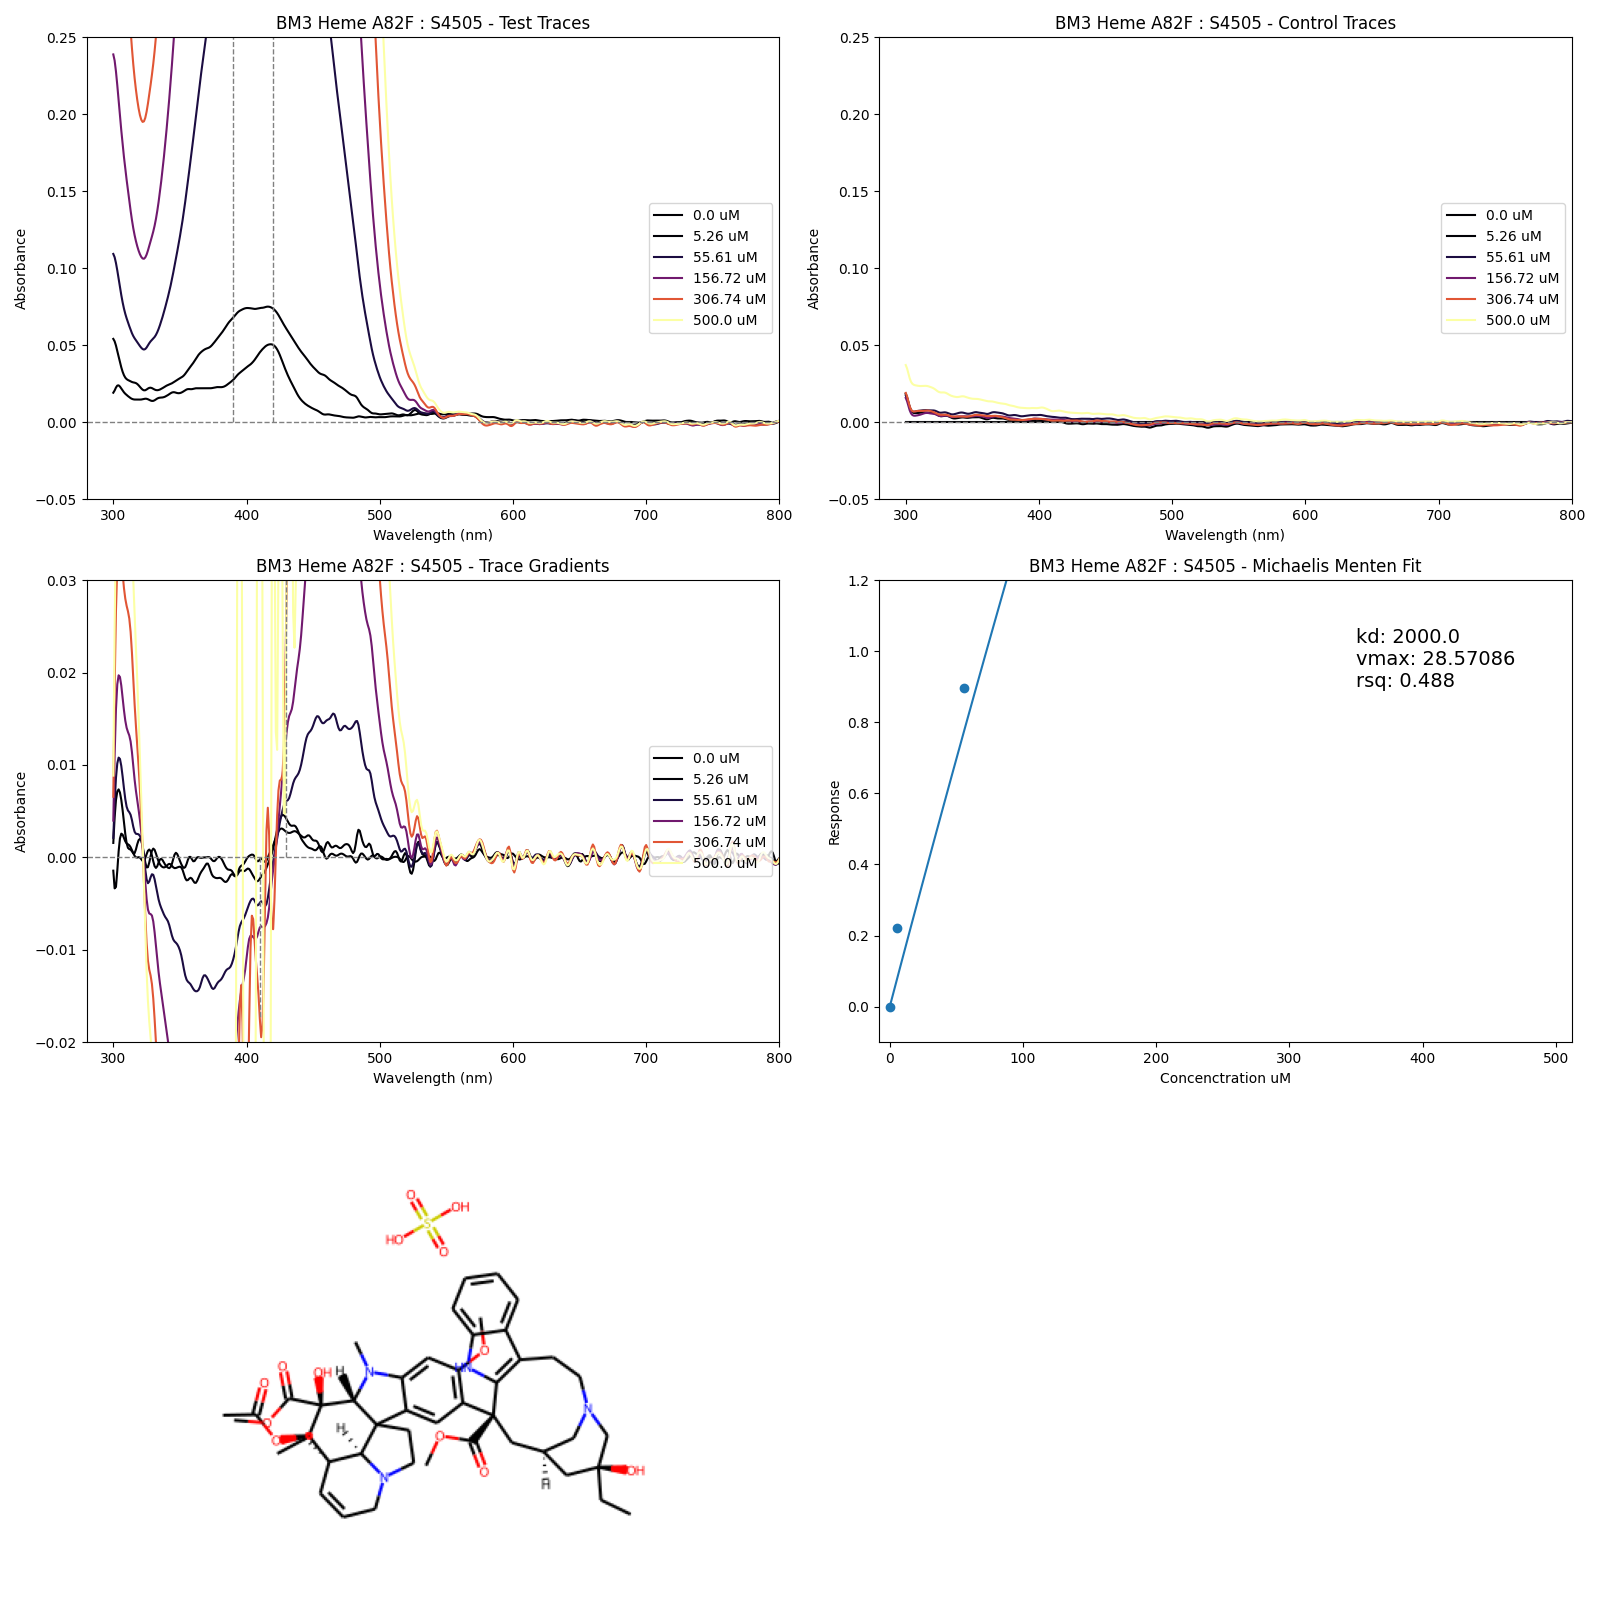 BM3 Heme A82F : S4505 - Test Traces
0.25
0.20
0.15
0.10
0.05
0.00
−0.05
Absorbance
300 400 500 600 700 800
Wavelength (nm)
0.0 uM
5.26 uM
55.61 uM
156.72 uM
306.74 uM
500.0 uM
BM3 Heme A82F : S4505 - Control Traces
0.25
0.20
0.15
0.10
0.05
0.00
−0.05
Absorbance
300 400 500 600 700 800
Wavelength (nm)
0.0 uM
5.26 uM
55.61 uM
156.72 uM
306.74 uM
500.0 uM
BM3 Heme A82F : S4505 - Trace Gradients
0.03
0.02
0.01
0.00
−0.01
−0.02
Absorbance
300 400 500 600 700 800
Wavelength (nm)
0.0 uM
5.26 uM
55.61 uM
156.72 uM
306.74 uM
500.0 uM
BM3 Heme A82F : S4505 - Michaelis Menten Fit
1.2
1.0
0.8
0.6
0.4
0.2
0.0
Response
0 100 200 300 400 500
Concenctration uM
kd: 2000.0
vmax: 28.57086
rsq: 0.488
O
OH
S
HO
O
O
HN
O
OH
H
N
O
O
O
O
H
N
O
O
N
H
OH